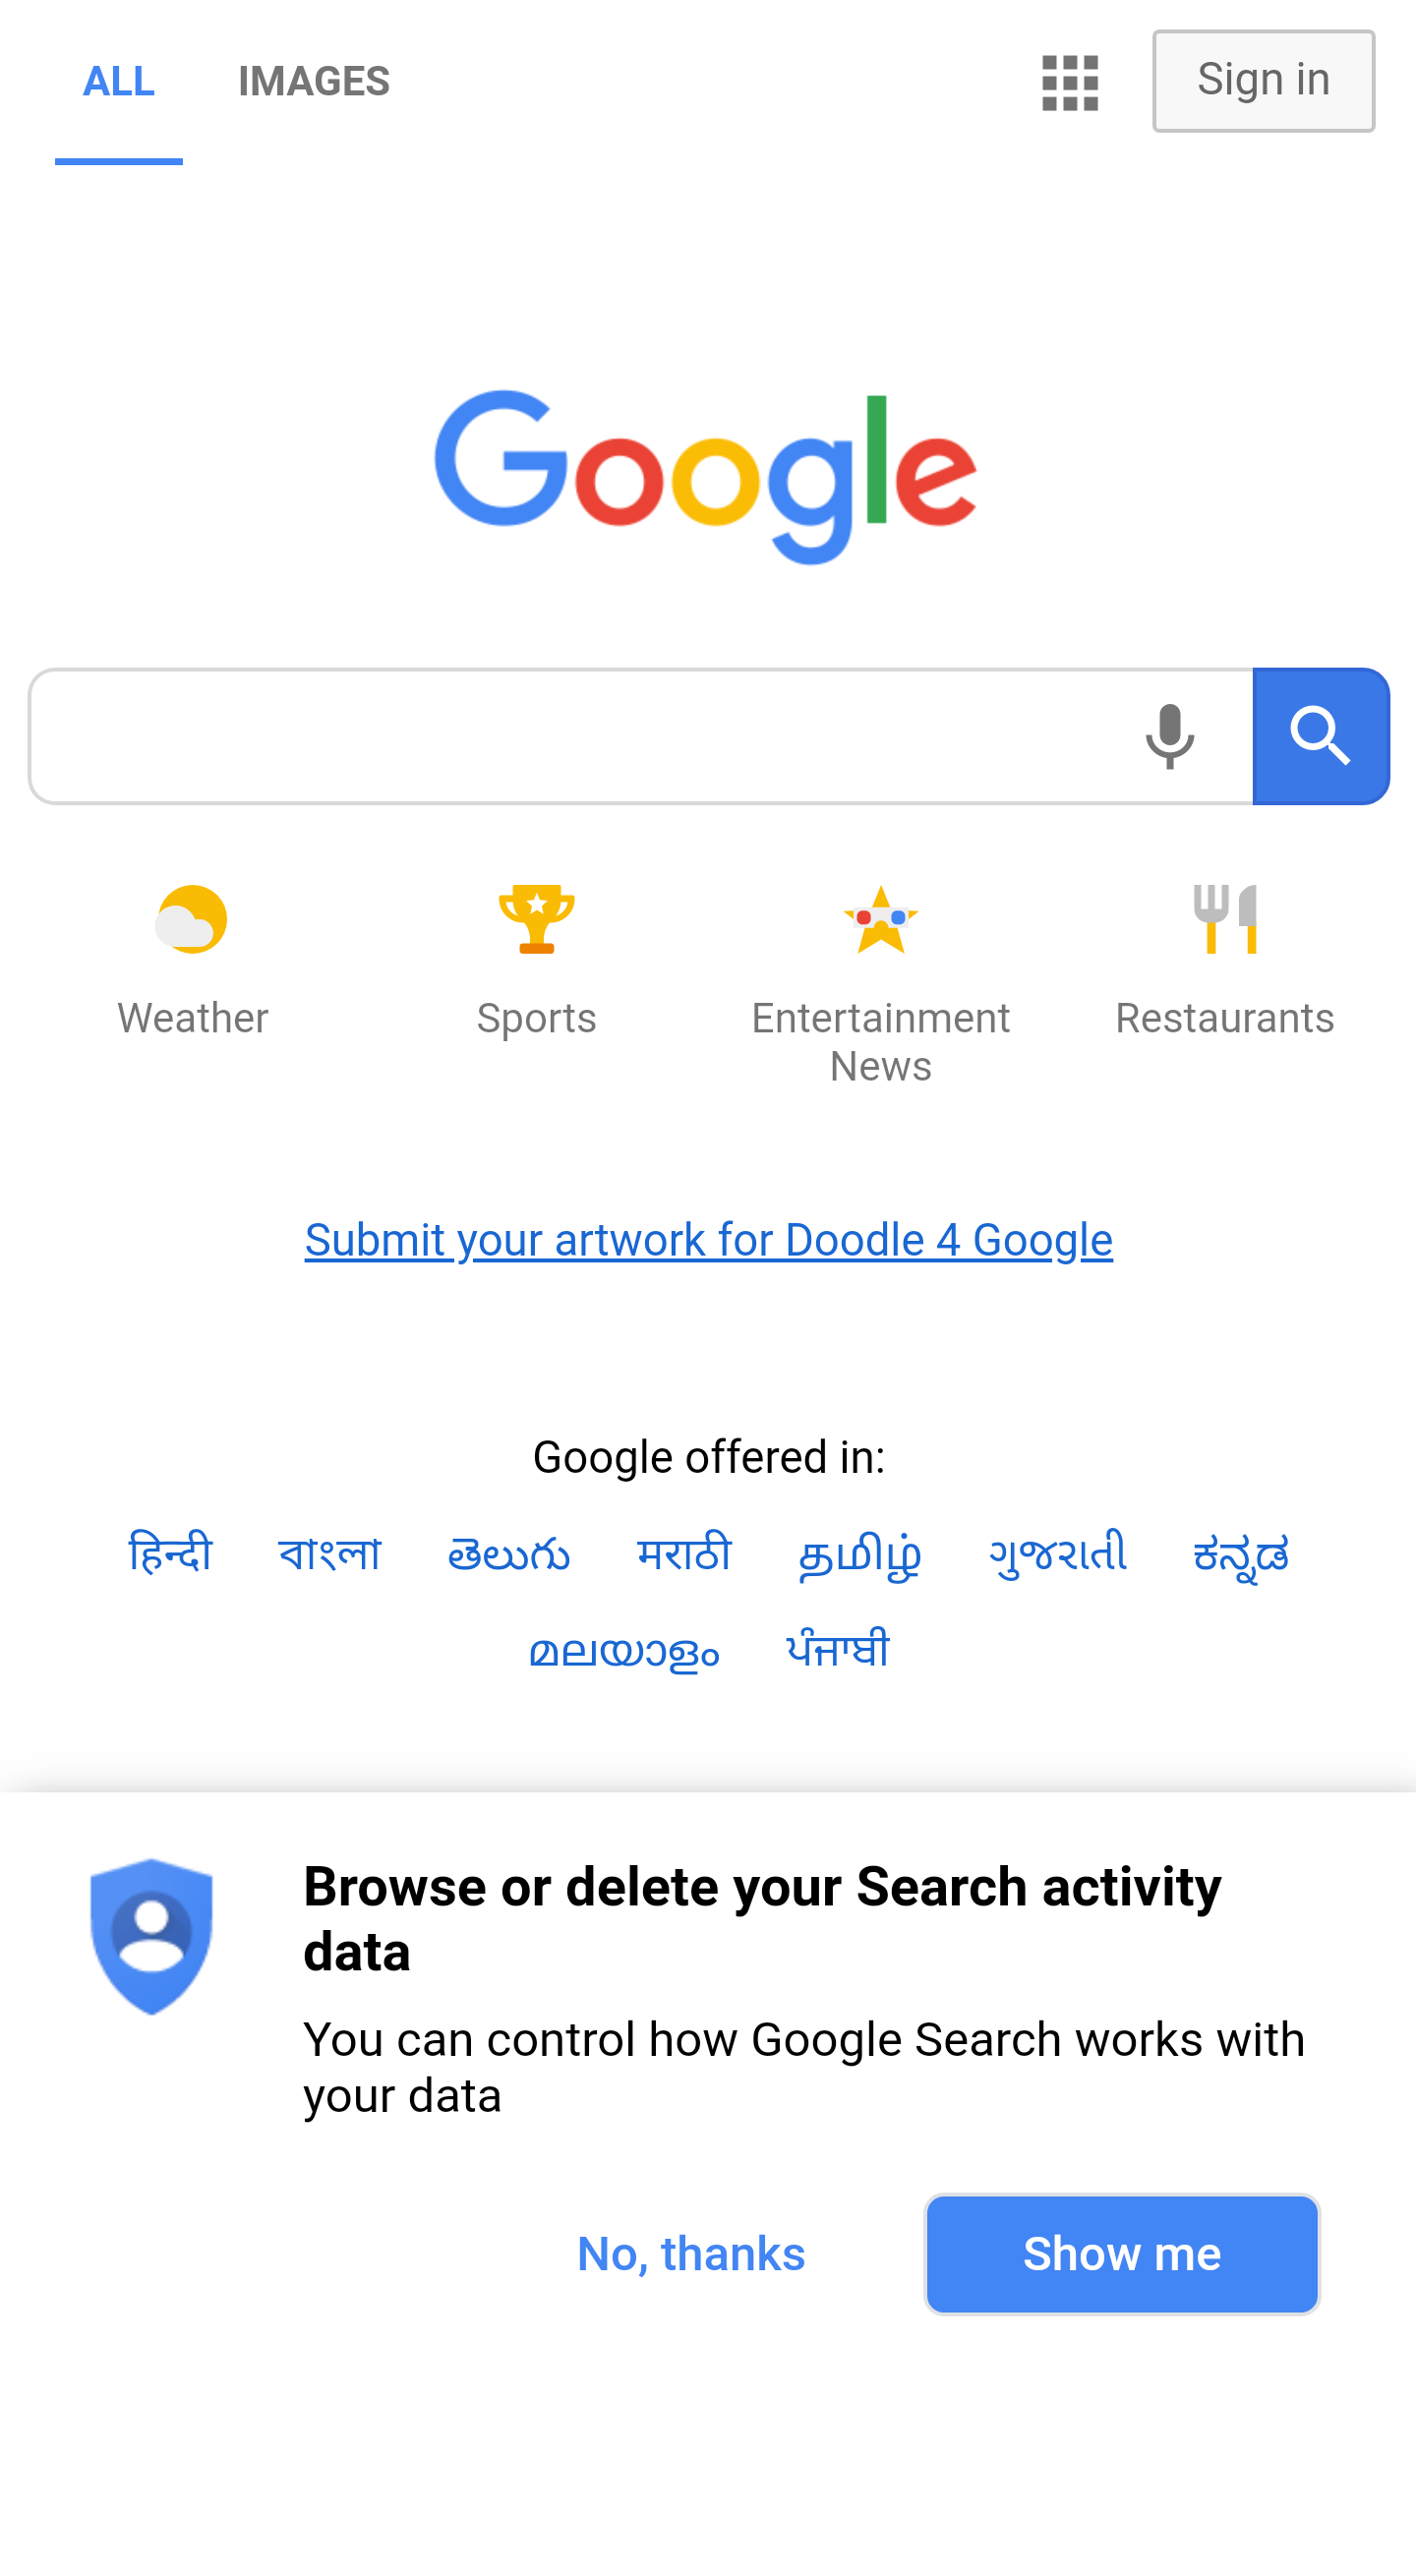 ALL IMAGES Sign in
Google
Weather Sports Entertainment Restaurants
News
Submit your artwork for Doodle 4 Google
Google offered in:
हिन्दी বাংলা తెలుగు मराठी தமிழ் ગુજરાતી ಕನ್ನಡ
മലയാളം ਪੰਜਾਬੀ
Browse or delete your Search activity
data
You can control how Google Search works with
your data
No, thanks Show me